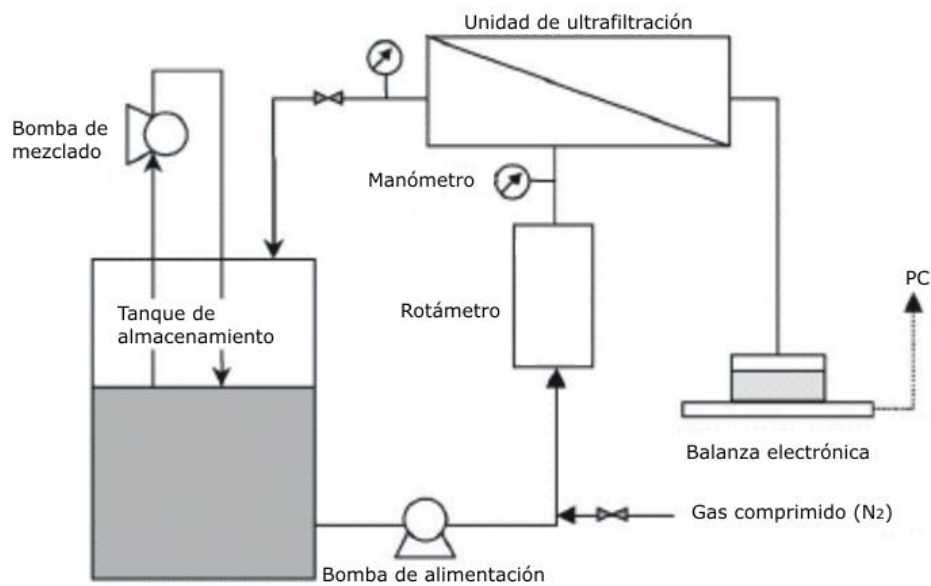 Unidad de ultrafiltración
Bomba de
mezclado
Manómetro
Tanque de
almacenamiento
Rotámetro
PC
Balanza electrónica
Gas comprimido (N₂)
Bomba de alimentación